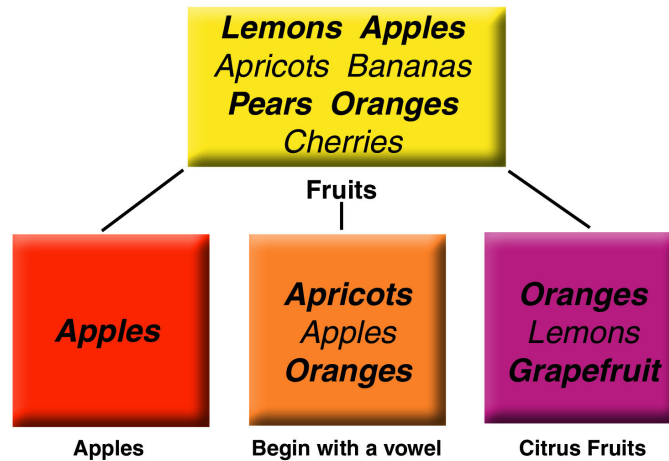 Lemons Apples
Apricots Bananas
Pears Oranges
Cherries
Fruits
Apples
Apples
Apricots
Apples
Oranges
Begin with a vowel
Oranges
Lemons
Grapefruit
Citrus Fruits